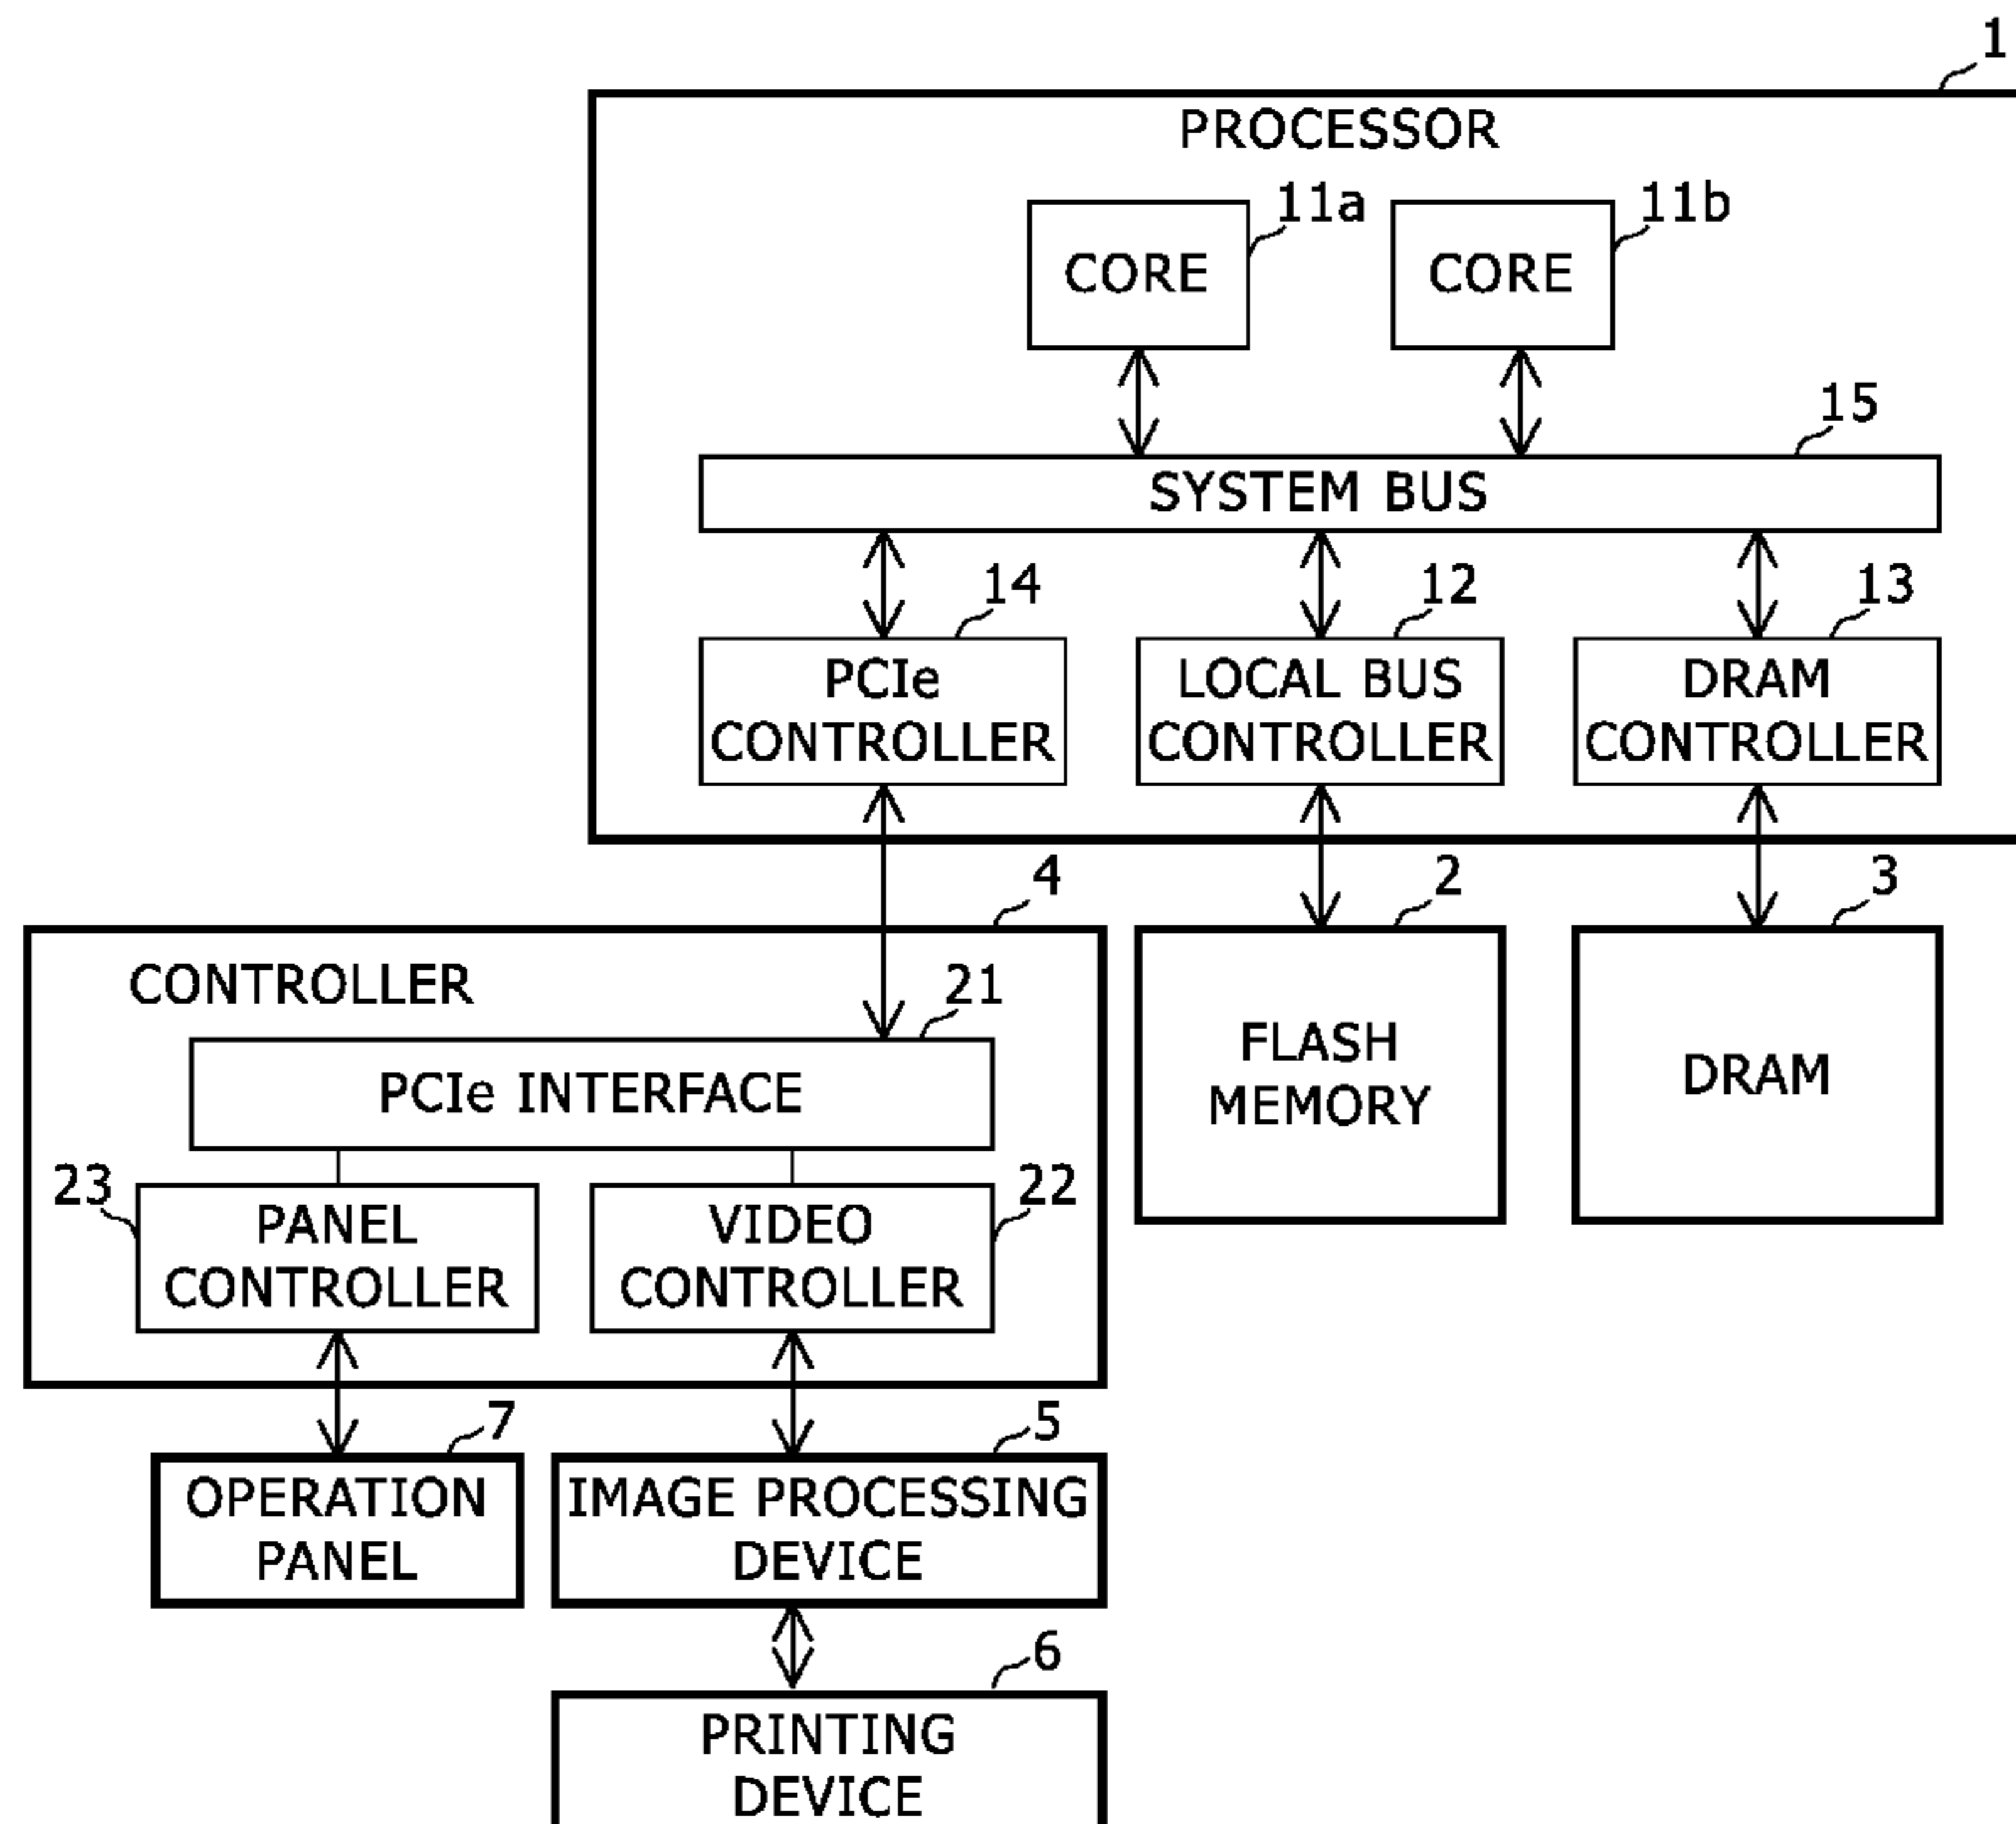 1
PROCESSOR
11a
11b
CORE
CORE
15
SYSTEM BUS
14
12
13
PCIe
CONTROLLER
LOCAL BUS
CONTROLLER
DRAM
CONTROLLER
4
2
3
CONTROLLER
21
PCIe INTERFACE
FLASH
MEMORY
DRAM
23
22
PANEL
CONTROLLER
VIDEO
CONTROLLER
7
5
OPERATION
PANEL
IMAGE PROCESSING
DEVICE
6
PRINTING
DEVICE